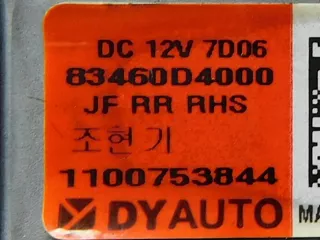 DC 12V 7D06
83460D4000
JF RR RHS
조현기
1100753844
DYAUTO
MA